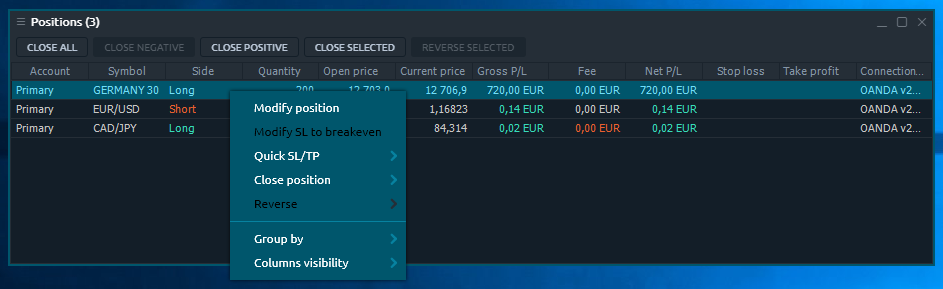 Positions (3)
CLOSE ALL CLOSE NEGATIVE CLOSE POSITIVE CLOSE SELECTED REVERSE SELECTED
Account Symbol Side Quantity Open price Current price Gross P/L Fee Net P/L Stop loss Take profit Connection...
Primary GERMANY 30 Long 200 12 703,0 12 706,9 720,00 EUR 0,00 EUR 720,00 EUR OANDA v2...
Primary EUR/USD Short 1,16823 0,14 EUR 0,00 EUR 0,14 EUR OANDA v2...
Primary CAD/JPY Long 84,314 0,02 EUR 0,00 EUR 0,02 EUR OANDA v2...
Modify position
Modify SL to breakeven
Quick SL/TP
Close position
Reverse
Group by
Columns visibility